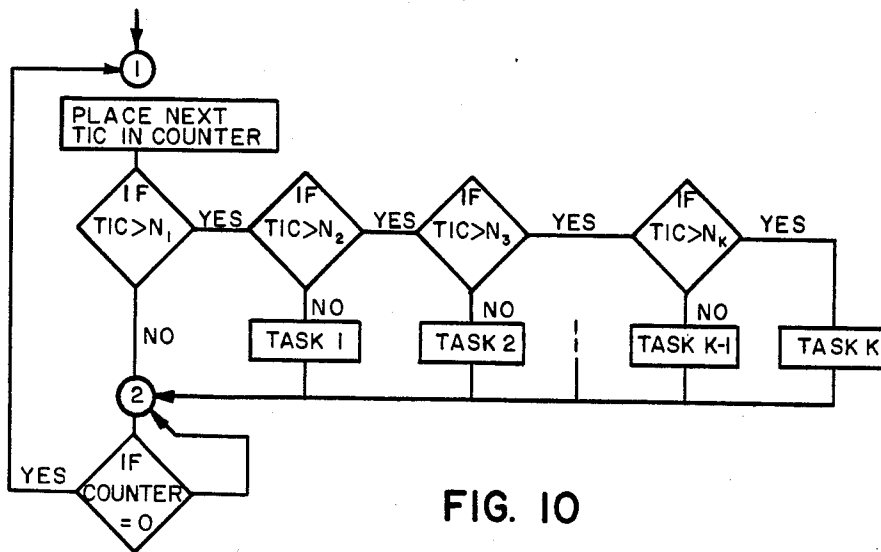 1
PLACE NEXT
TIC IN COUNTER
IF
TIC>N₁
YES
IF
TIC>N₂
YES
IF
TIC>N₃
YES
IF
TIC>Nₖ
YES
NO
NO
NO
NO
TASK 1
TASK 2
TASK K-1
TASK K
2
YES
IF
COUNTER
= 0
FIG. 10